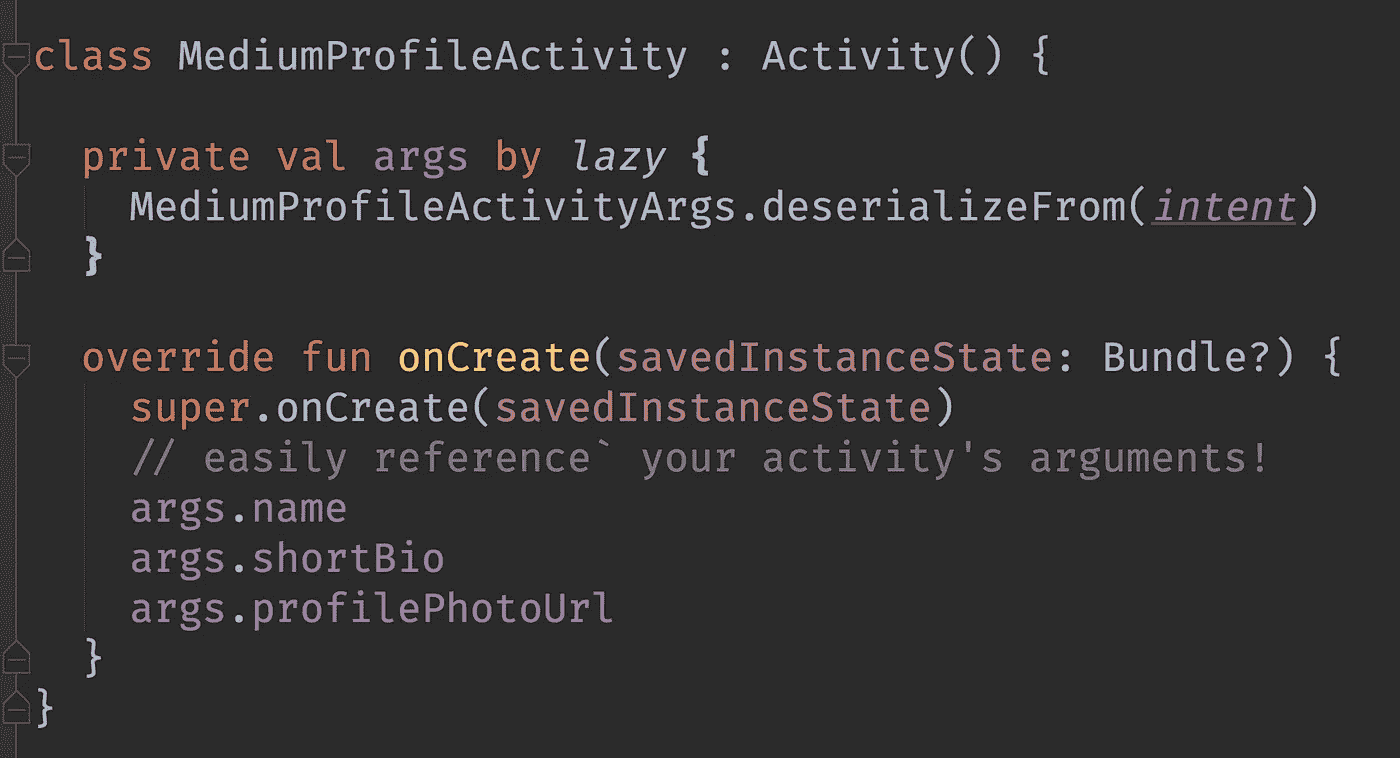 class MediumProfileActivity : Activity() {
private val args by lazy {
MediumProfileActivityArgs.deserializeFrom(intent)
}
override fun onCreate(savedInstanceState: Bundle?) {
super.onCreate(savedInstanceState)
// easily reference` your activity's arguments!
args.name
args.shortBio
args.profilePhotoUrl
}
}